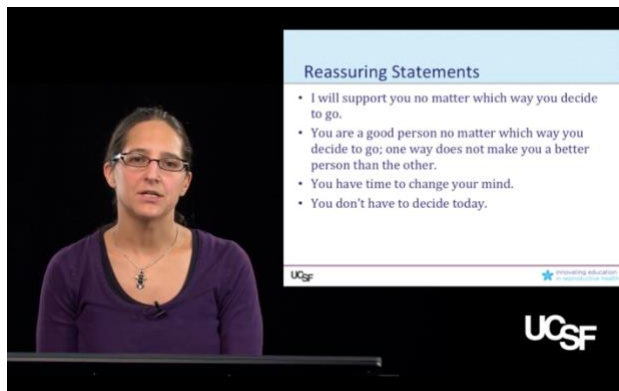 Reassuring Statements
• I will support you no matter which way you decide
to go.
• You are a good person no matter which way you
decide to go; one way does not make you a better
person than the other.
• You have time to change your mind.
• You don't have to decide today.
UCSF
innovating education
in reproductive health
UCSF